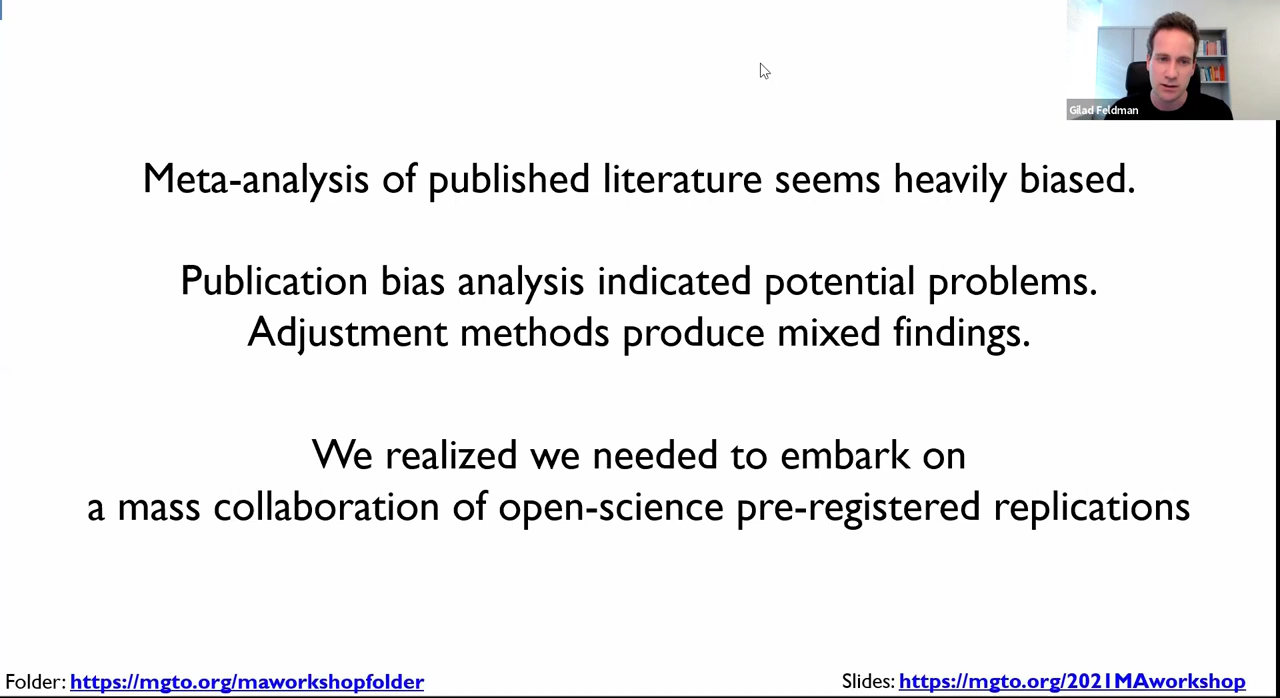 Gilad Feldman
Meta-analysis of published literature seems heavily biased.
Publication bias analysis indicated potential problems.
Adjustment methods produce mixed findings.
We realized we needed to embark on
a mass collaboration of open-science pre-registered replications
Folder: https://mgto.org/maworkshopfolder
Slides: https://mgto.org/2021MAworkshop